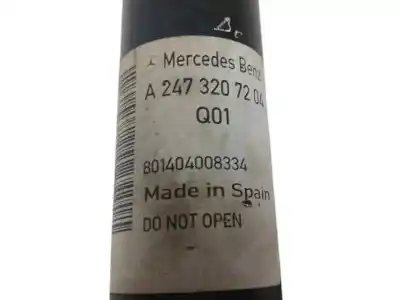 Mercedes Benz
A 247 320 72 04
Q01
801404008334
Made in Spain
DO NOT OPEN